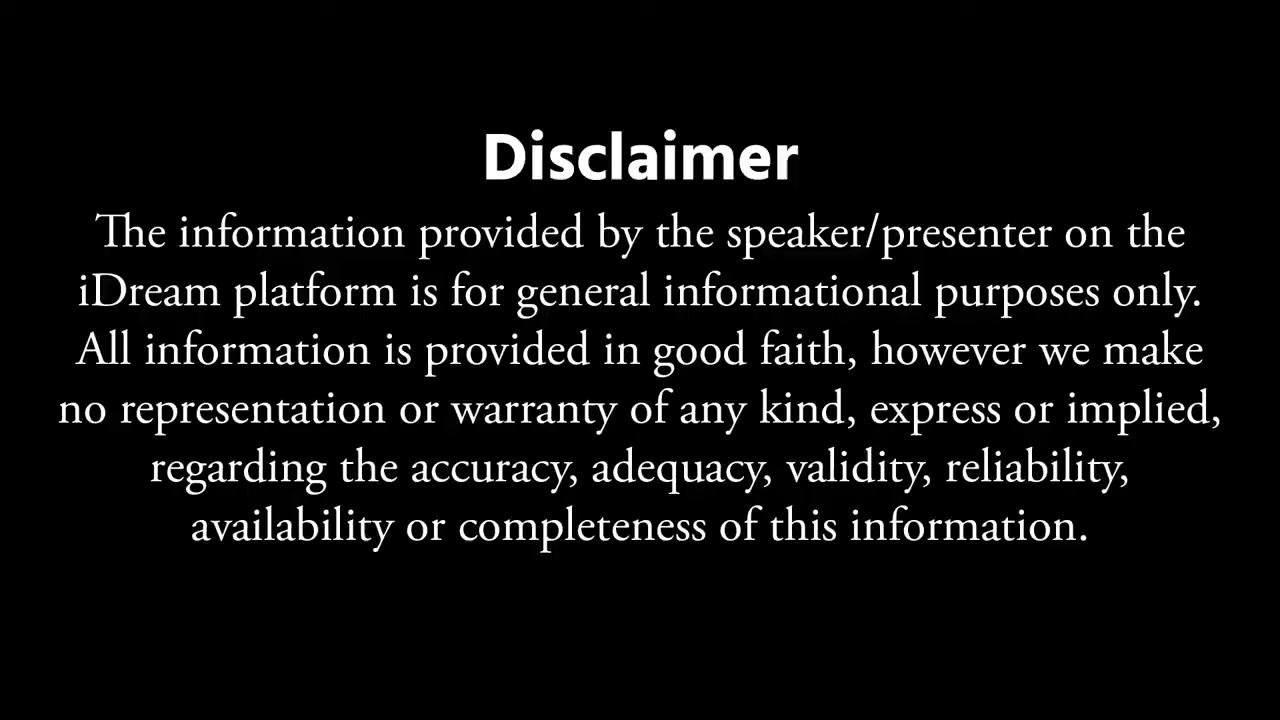 Disclaimer
The information provided by the speaker/presenter on the
iDream platform is for general informational purposes only.
All information is provided in good faith, however we make
no representation or warranty of any kind, express or implied,
regarding the accuracy, adequacy, validity, reliability,
availability or completeness of this information.